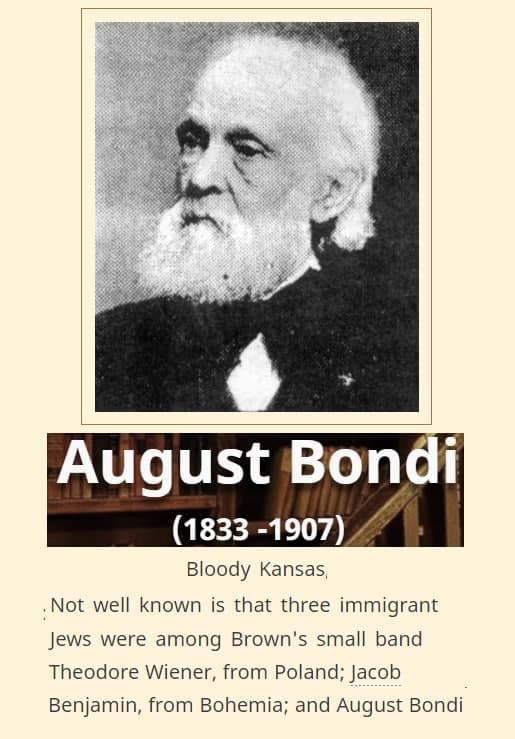 August Bondi
(1833 -1907)
Bloody Kansas,
Not well known is that three immigrant
Jews were among Brown's small band
Theodore Wiener, from Poland; Jacob
Benjamin, from Bohemia; and August Bondi